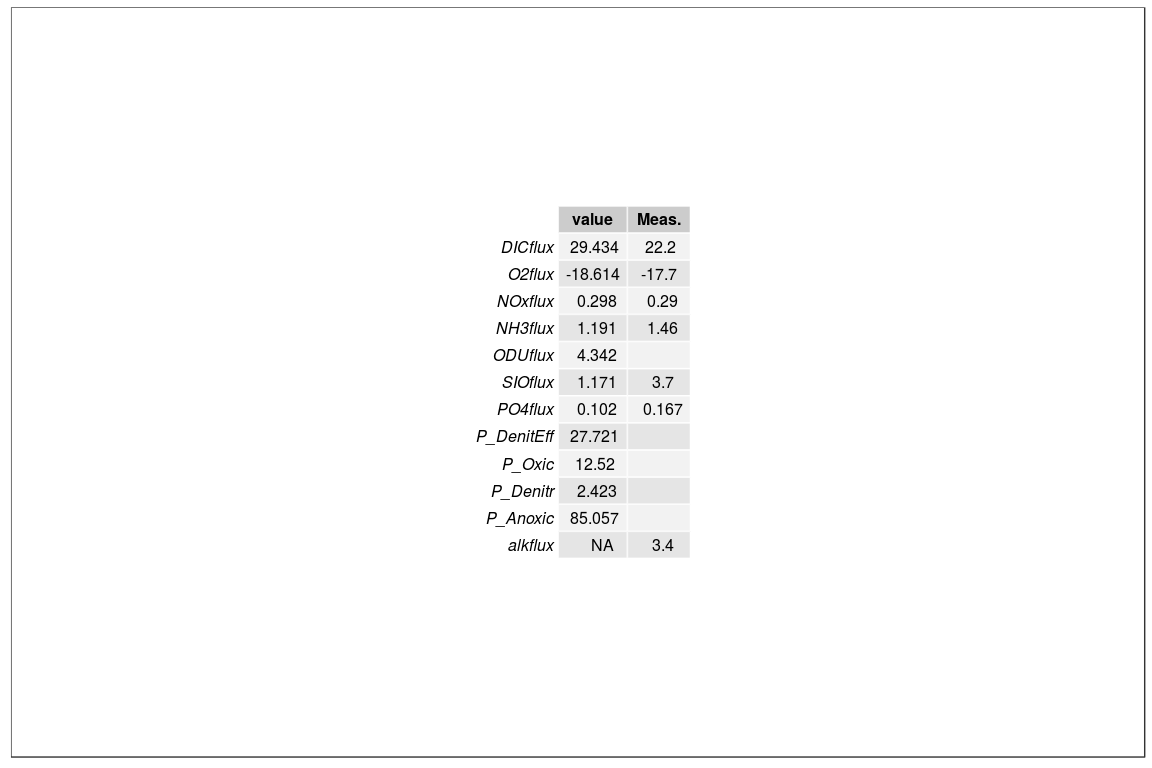 value Meas.
DICflux 29.434 22.2
O2flux -18.614 -17.7
NOxflux 0.298 0.29
NH3flux 1.191 1.46
ODUflux 4.342
SIOflux 1.171 3.7
PO4flux 0.102 0.167
P_DenitEff 27.721
P_Oxic 12.52
P_Denitr 2.423
P_Anoxic 85.057
alkflux NA 3.4